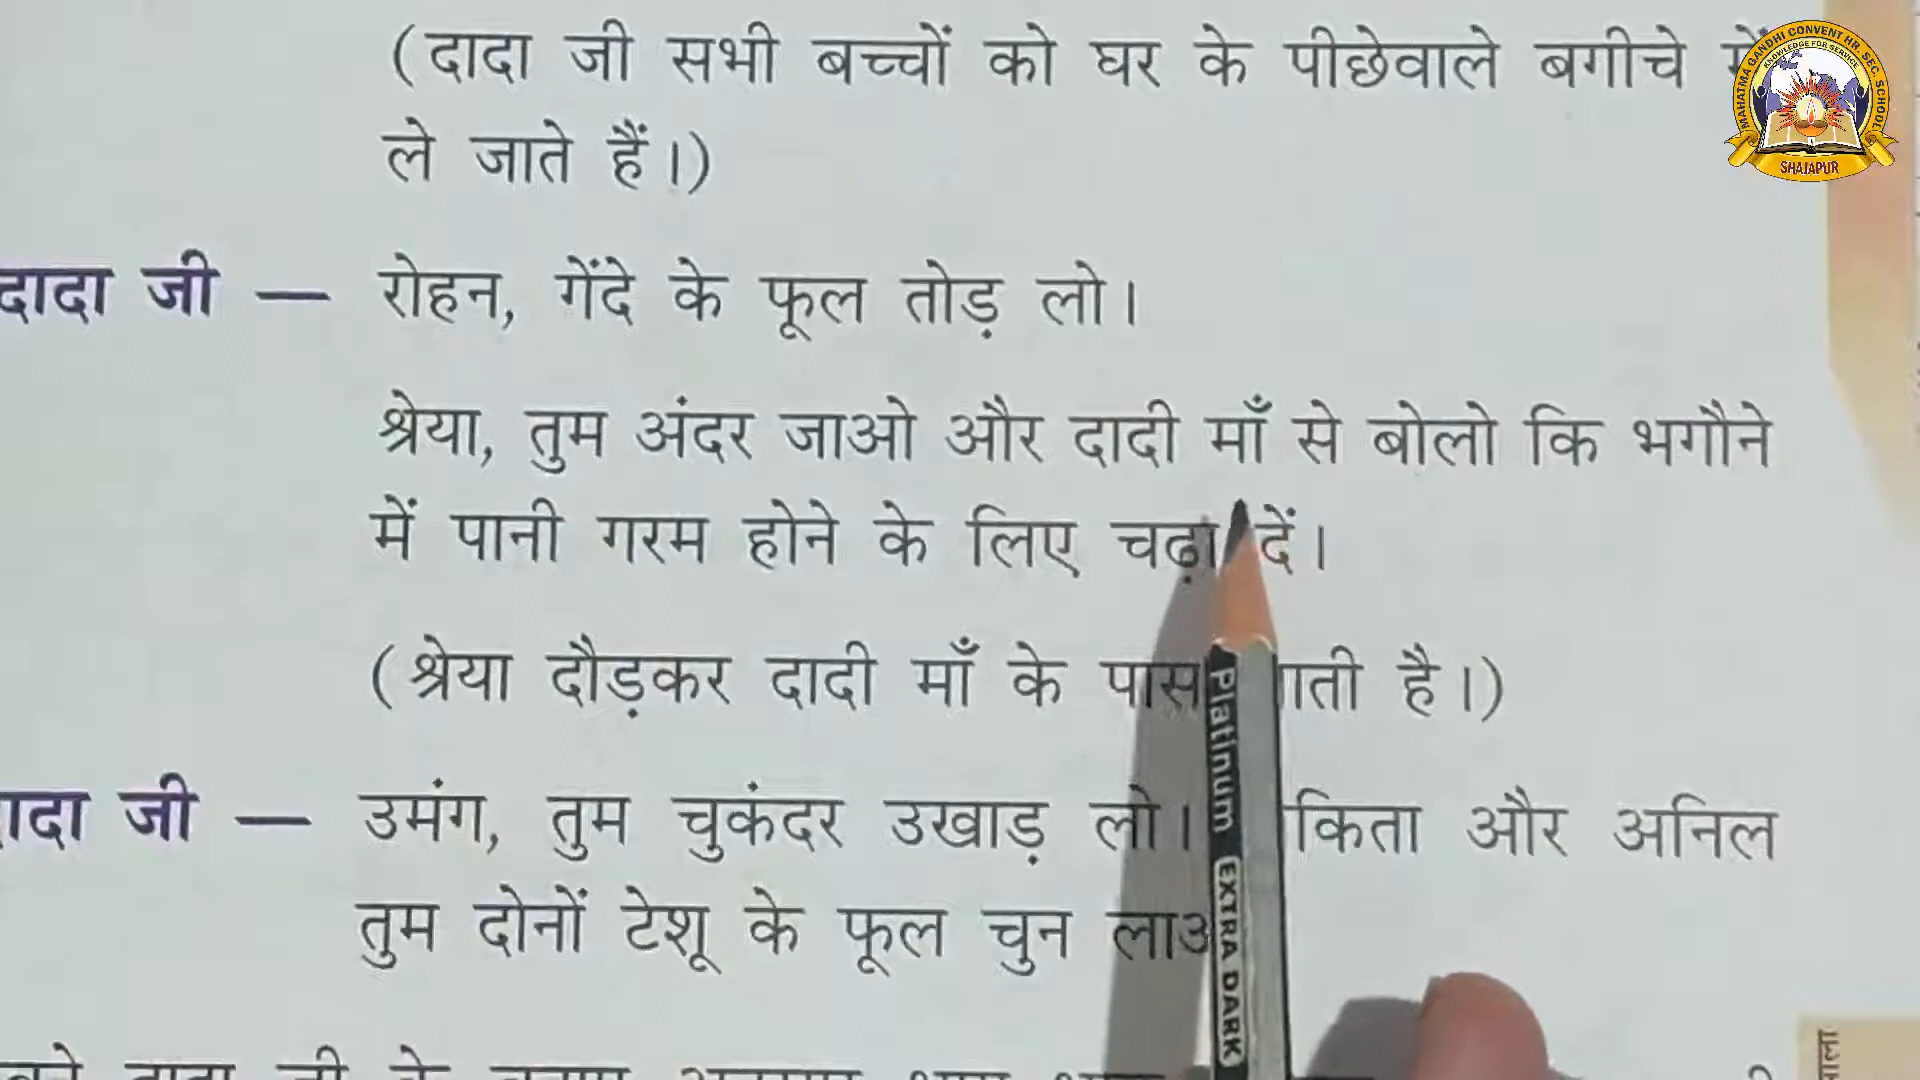 (दादा जी सभी बच्चों को घर के पीछेवाले बगीचे में
ले जाते हैं।)
दादा जी — रोहन, गेंदे के फूल तोड़ लो।
श्रेया, तुम अंदर जाओ और दादी माँ से बोलो कि भगौने
में पानी गरम होने के लिए चढ़ा दें।
(श्रेया दौड़कर दादी माँ के पास
है।)
दादा जी — उमंग, तुम चुकंदर उखाड़ लो। और अनिल
तुम दोनों टेशू के फूल चुन
MAHATMA GANDHI CONVENT HR. SEC. SCHOOL
KNOWLEDGE FOR SERVICE
SHAJAPUR
Platinum EXTRA DARK